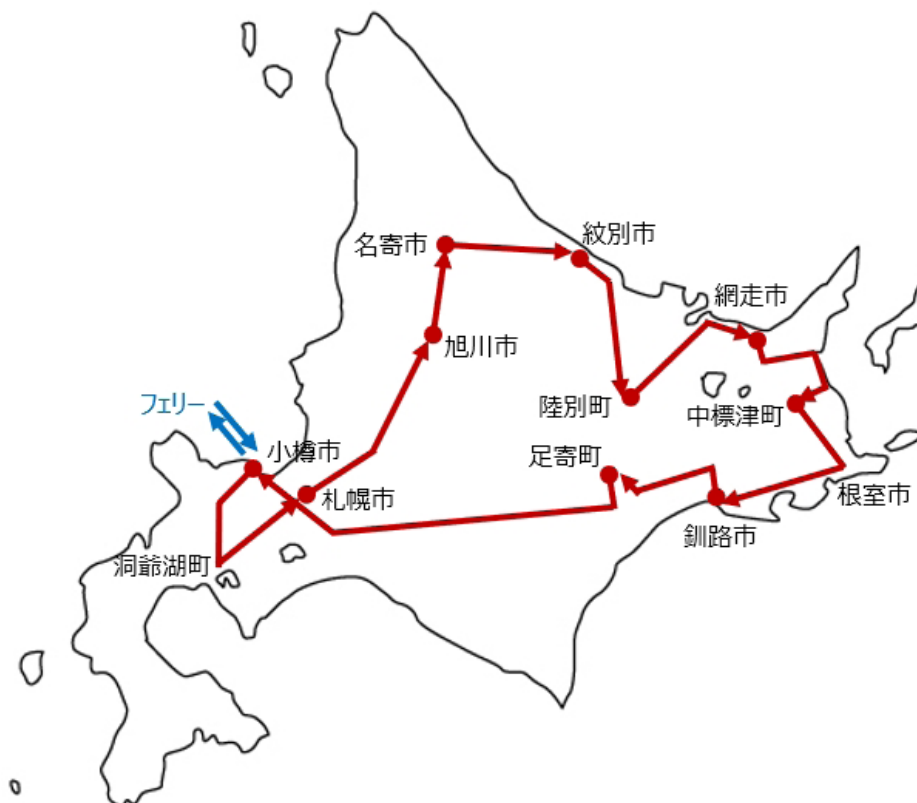 名寄市
紋別市
網走市
旭川市
フェリー
陸別町
中標津町
小樽市
足寄町
札幌市
根室市
釧路市
洞爺湖町